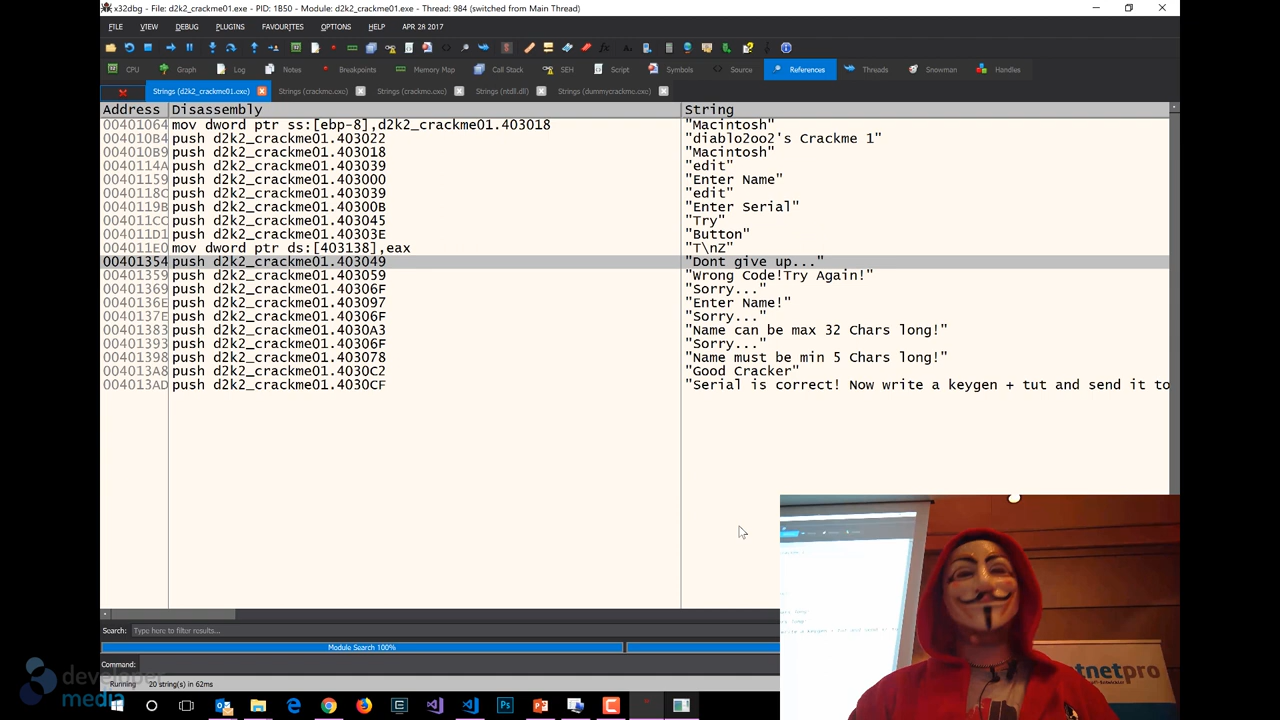 x32dbg - File: d2k2_crackme01.exe - PID: 1B50 - Module: d2k2_crackme01.exe - Thread: 984 (switched from Main Thread)
FILE VIEW DEBUG PLUGINS FAVOURITES OPTIONS HELP APR 28 2017
CPU Graph Log Notes Breakpoints Memory Map Call Stack SEH Script Symbols Source References Threads Snowman Handles
Strings (d2k2_crackme01.exe) Strings (crackme.exe) Strings (crackme.exe) Strings (ntdll.dll) Strings (dummycrackme.exe)
Address Disassembly String
00401064 mov dword ptr ss:[ebp-8],d2k2_crackme01.403018 "Macintosh"
004010B4 push d2k2_crackme01.403022 "diablo2oo2's Crackme 1"
004010B9 push d2k2_crackme01.403018 "Macintosh"
0040114A push d2k2_crackme01.403039 "edit"
00401159 push d2k2_crackme01.403000 "Enter Name"
0040118C push d2k2_crackme01.403039 "edit"
0040119B push d2k2_crackme01.40300B "Enter Serial"
004011CC push d2k2_crackme01.403045 "Try"
004011D1 push d2k2_crackme01.40303E "Button"
004011E0 mov dword ptr ds:[403138],eax "T\nZ"
00401354 push d2k2_crackme01.403049 "Dont give up..."
00401359 push d2k2_crackme01.403059 "Wrong Code!Try Again!"
00401369 push d2k2_crackme01.40306F "Sorry..."
0040136E push d2k2_crackme01.403097 "Enter Name!"
0040137E push d2k2_crackme01.40306F "Sorry..."
00401383 push d2k2_crackme01.4030A3 "Name can be max 32 Chars long!"
00401393 push d2k2_crackme01.40306F "Sorry..."
00401398 push d2k2_crackme01.403078 "Name must be min 5 Chars long!"
004013A8 push d2k2_crackme01.4030C2 "Good Cracker"
004013AD push d2k2_crackme01.4030CF "Serial is correct! Now write a keygen + tut and send it to
Search: Type here to filter results...
Module Search 100%
Command:
Running 20 string(s) in 62ms
developer
media
tnetpro